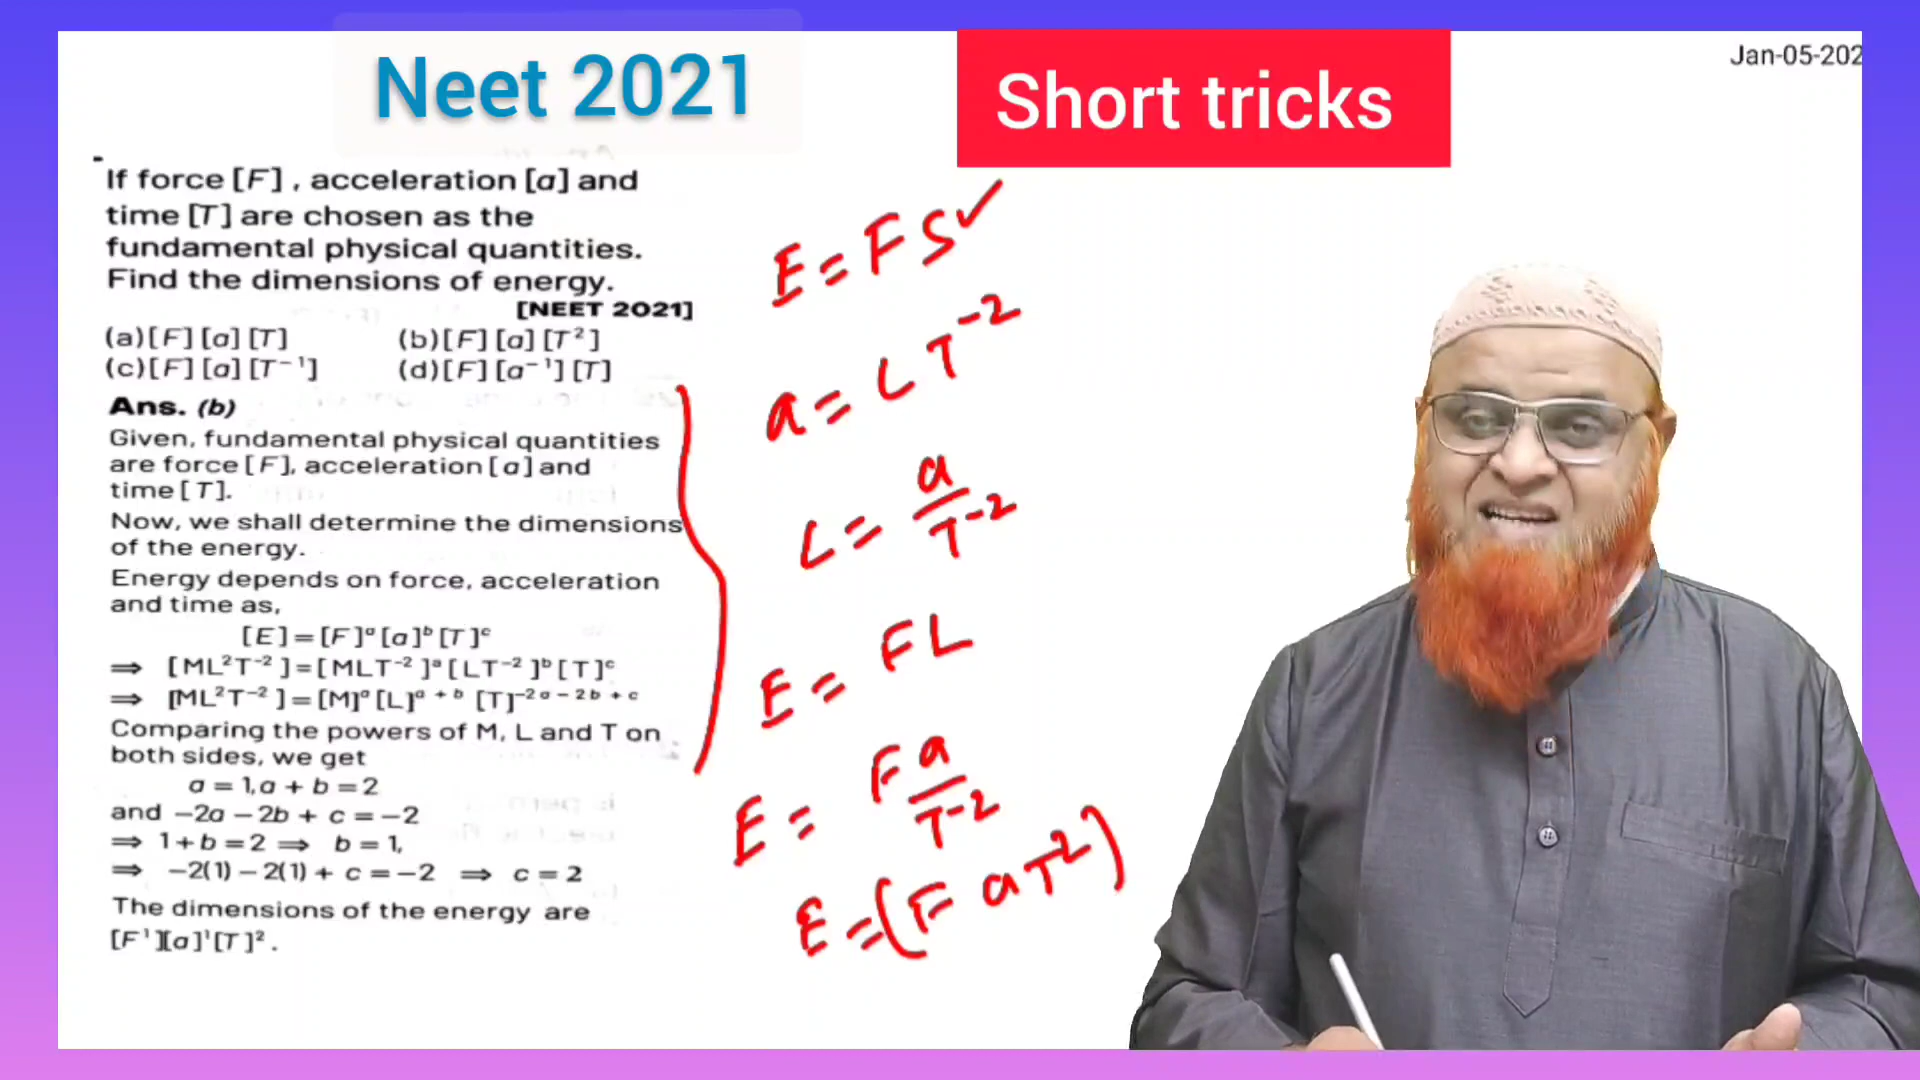 Neet 2021
Short tricks
Jan-05-202
If force [F], acceleration [a] and
time [T] are chosen as the
fundamental physical quantities.
Find the dimensions of energy.
[NEET 2021]
(a) [F] [a] [T] (b) [F] [a] [T²]
(c) [F] [a] [T⁻¹] (d) [F] [a⁻¹] [T]
Ans. (b)
Given, fundamental physical quantities
are force [F], acceleration [a] and
time [T].
Now, we shall determine the dimensions
of the energy.
Energy depends on force, acceleration
and time as,
[E] = [F]ᵃ [a]ᵇ [T]ᶜ
⇒ [ML²T⁻²] = [MLT⁻²]ᵃ [LT⁻²]ᵇ [T]ᶜ
⇒ [ML²T⁻²] = [M]ᵃ [L]ᵃ ⁺ ᵇ [T]⁻²ᵃ ⁻ ²ᵇ ⁺ ᶜ
Comparing the powers of M, L and T on
both sides, we get
a = 1, a + b = 2
and −2a − 2b + c = −2
⇒ 1 + b = 2 ⇒ b = 1,
⇒ −2(1) − 2(1) + c = −2 ⇒ c = 2
The dimensions of the energy are
[F¹][a]¹[T]².
E = F S ✓
a = L T⁻²
L = a / T⁻²
E = F L
E = F a / T⁻²
E = (F a T²)